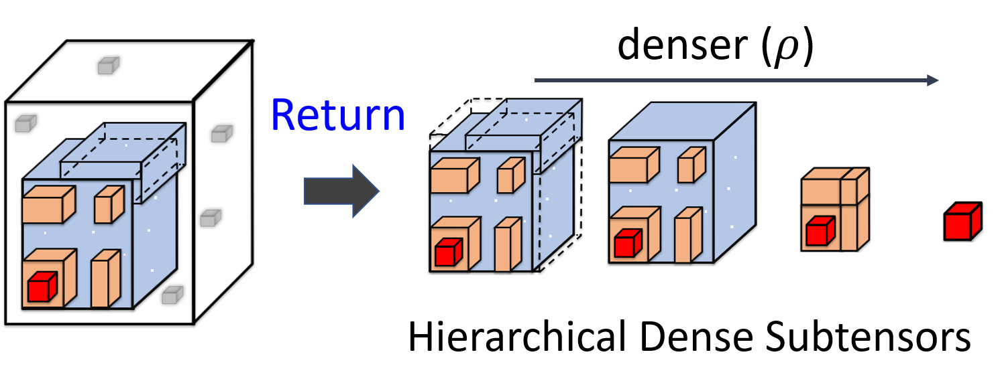 denser (ρ)
Return
Hierarchical Dense Subtensors